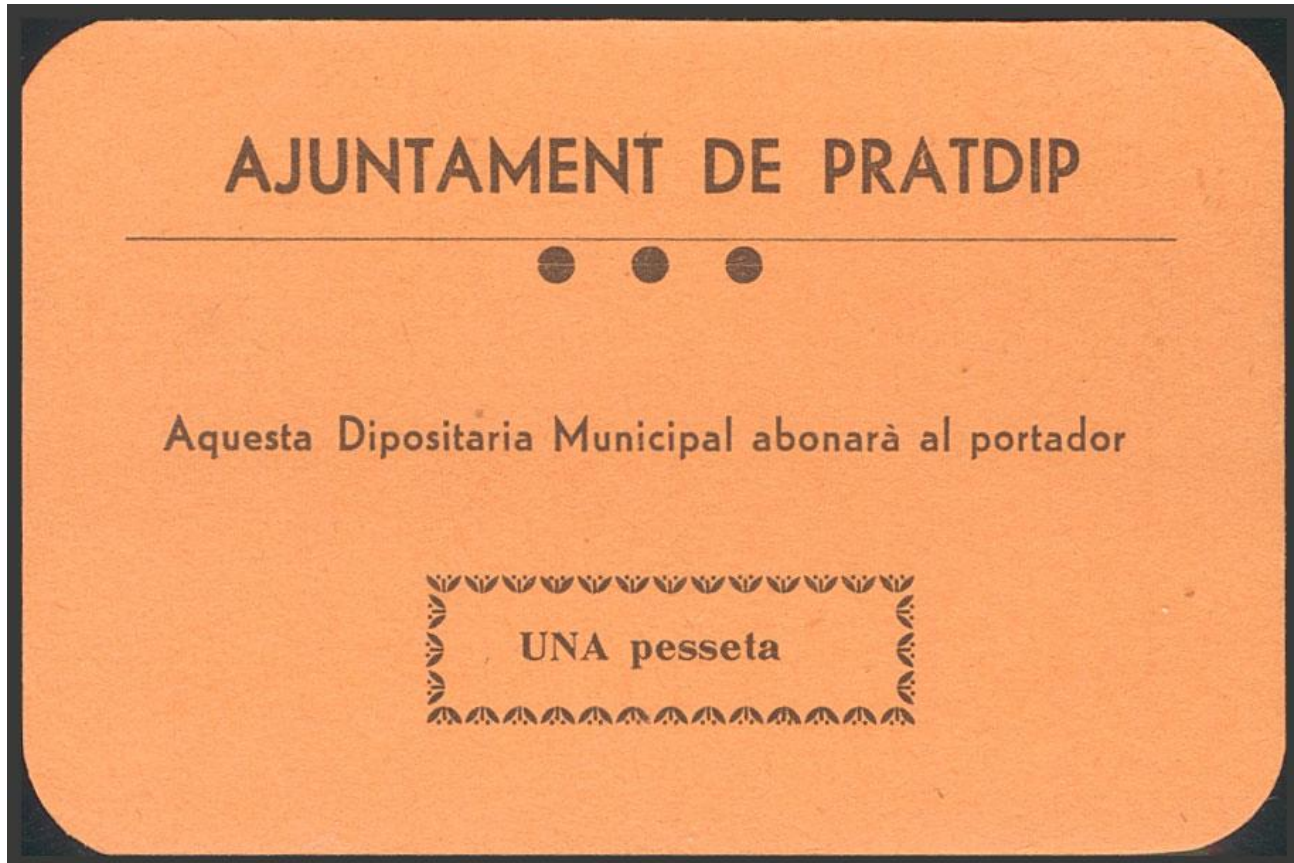 AJUNTAMENT DE PRATDIP
Aquesta Dipositaria Municipal abonarà al portador
UNA pesseta